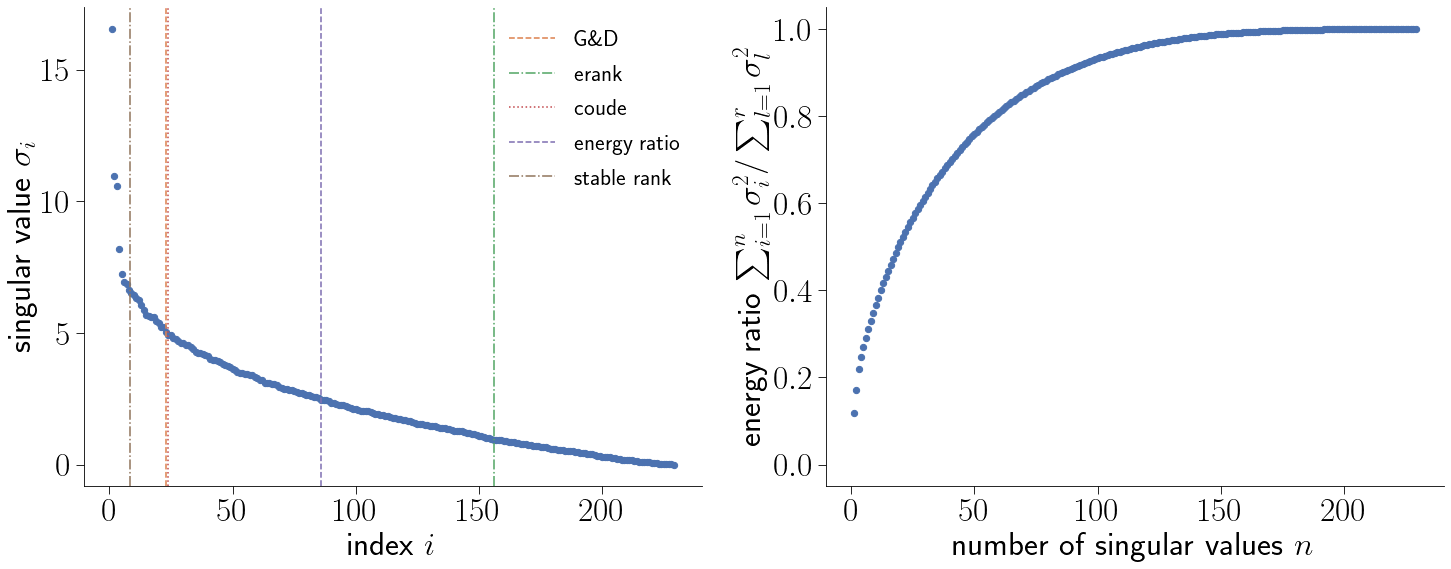 15
10
5
0
singular value σ_i
0 50 100 150 200
index i
G&D
erank
coude
energy ratio
stable rank
1.0
0.8
0.6
0.4
0.2
0.0
energy ratio ∑_{i=1}^{n} σ_i^2 / ∑_{l=1}^{r} σ_l^2
0 50 100 150 200
number of singular values n